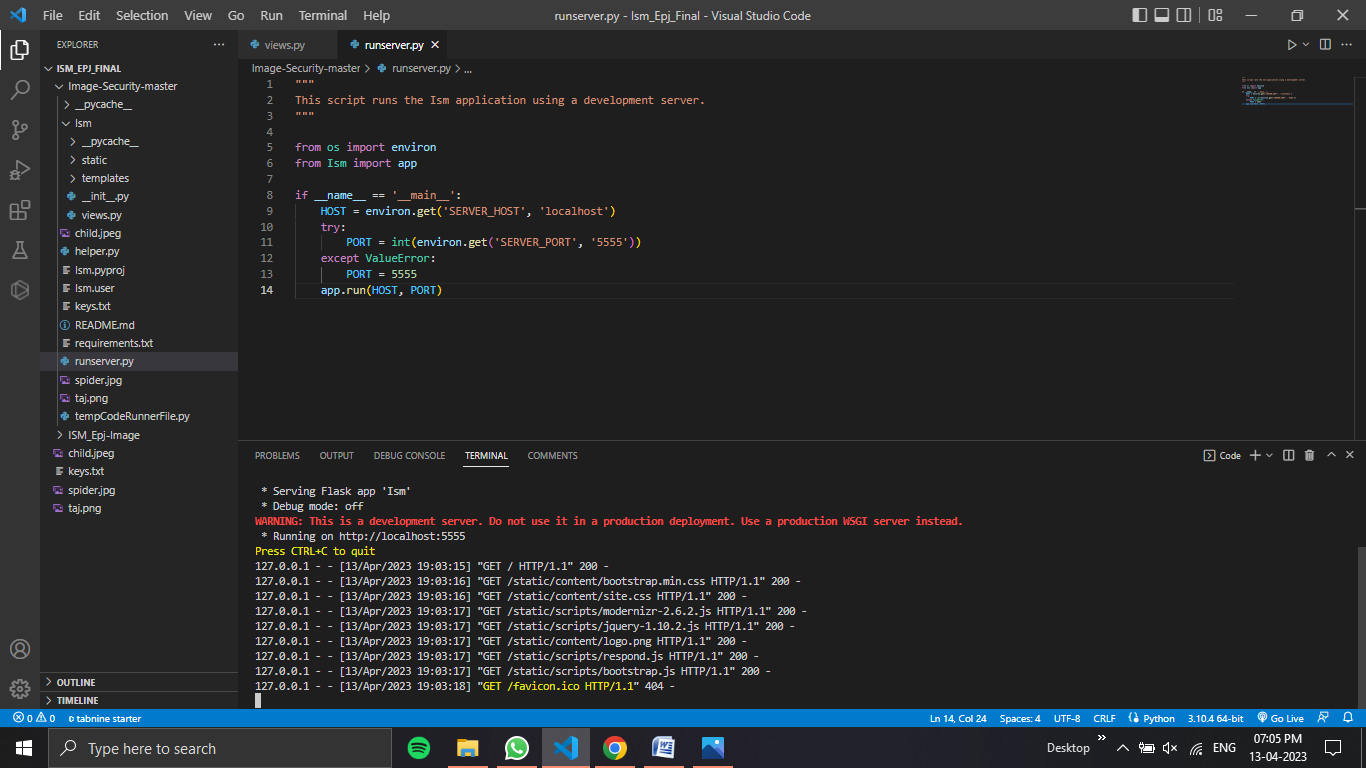 File Edit Selection View Go Run Terminal Help runserver.py - Ism_Epj_Final - Visual Studio Code
EXPLORER
ISM_EPJ_FINAL
Image-Security-master
__pycache__
Ism
__pycache__
static
templates
__init__.py
views.py
child.jpeg
helper.py
Ism.pyproj
Ism.user
keys.txt
README.md
requirements.txt
runserver.py
spider.jpg
taj.png
tempCodeRunnerFile.py
ISM_Epj-Image
child.jpeg
keys.txt
spider.jpg
taj.png
OUTLINE
TIMELINE
views.py runserver.py
Image-Security-master > runserver.py > ...
1 """
2 This script runs the Ism application using a development server.
3 """
4
5 from os import environ
6 from Ism import app
7
8 if __name__ == '__main__':
9 HOST = environ.get('SERVER_HOST', 'localhost')
10 try:
11 PORT = int(environ.get('SERVER_PORT', '5555'))
12 except ValueError:
13 PORT = 5555
14 app.run(HOST, PORT)
PROBLEMS OUTPUT DEBUG CONSOLE TERMINAL COMMENTS Code
* Serving Flask app 'Ism'
* Debug mode: off
WARNING: This is a development server. Do not use it in a production deployment. Use a production WSGI server instead.
* Running on http://localhost:5555
Press CTRL+C to quit
127.0.0.1 - - [13/Apr/2023 19:03:15] "GET / HTTP/1.1" 200 -
127.0.0.1 - - [13/Apr/2023 19:03:16] "GET /static/content/bootstrap.min.css HTTP/1.1" 200 -
127.0.0.1 - - [13/Apr/2023 19:03:16] "GET /static/content/site.css HTTP/1.1" 200 -
127.0.0.1 - - [13/Apr/2023 19:03:17] "GET /static/scripts/modernizr-2.6.2.js HTTP/1.1" 200 -
127.0.0.1 - - [13/Apr/2023 19:03:17] "GET /static/scripts/jquery-1.10.2.js HTTP/1.1" 200 -
127.0.0.1 - - [13/Apr/2023 19:03:17] "GET /static/content/logo.png HTTP/1.1" 200 -
127.0.0.1 - - [13/Apr/2023 19:03:17] "GET /static/scripts/respond.js HTTP/1.1" 200 -
127.0.0.1 - - [13/Apr/2023 19:03:17] "GET /static/scripts/bootstrap.js HTTP/1.1" 200 -
127.0.0.1 - - [13/Apr/2023 19:03:18] "GET /favicon.ico HTTP/1.1" 404 -
0 0 tabnine starter Ln 14, Col 24 Spaces: 4 UTF-8 CRLF Python 3.10.4 64-bit Go Live
Type here to search Desktop ENG 07:05 PM
13-04-2023